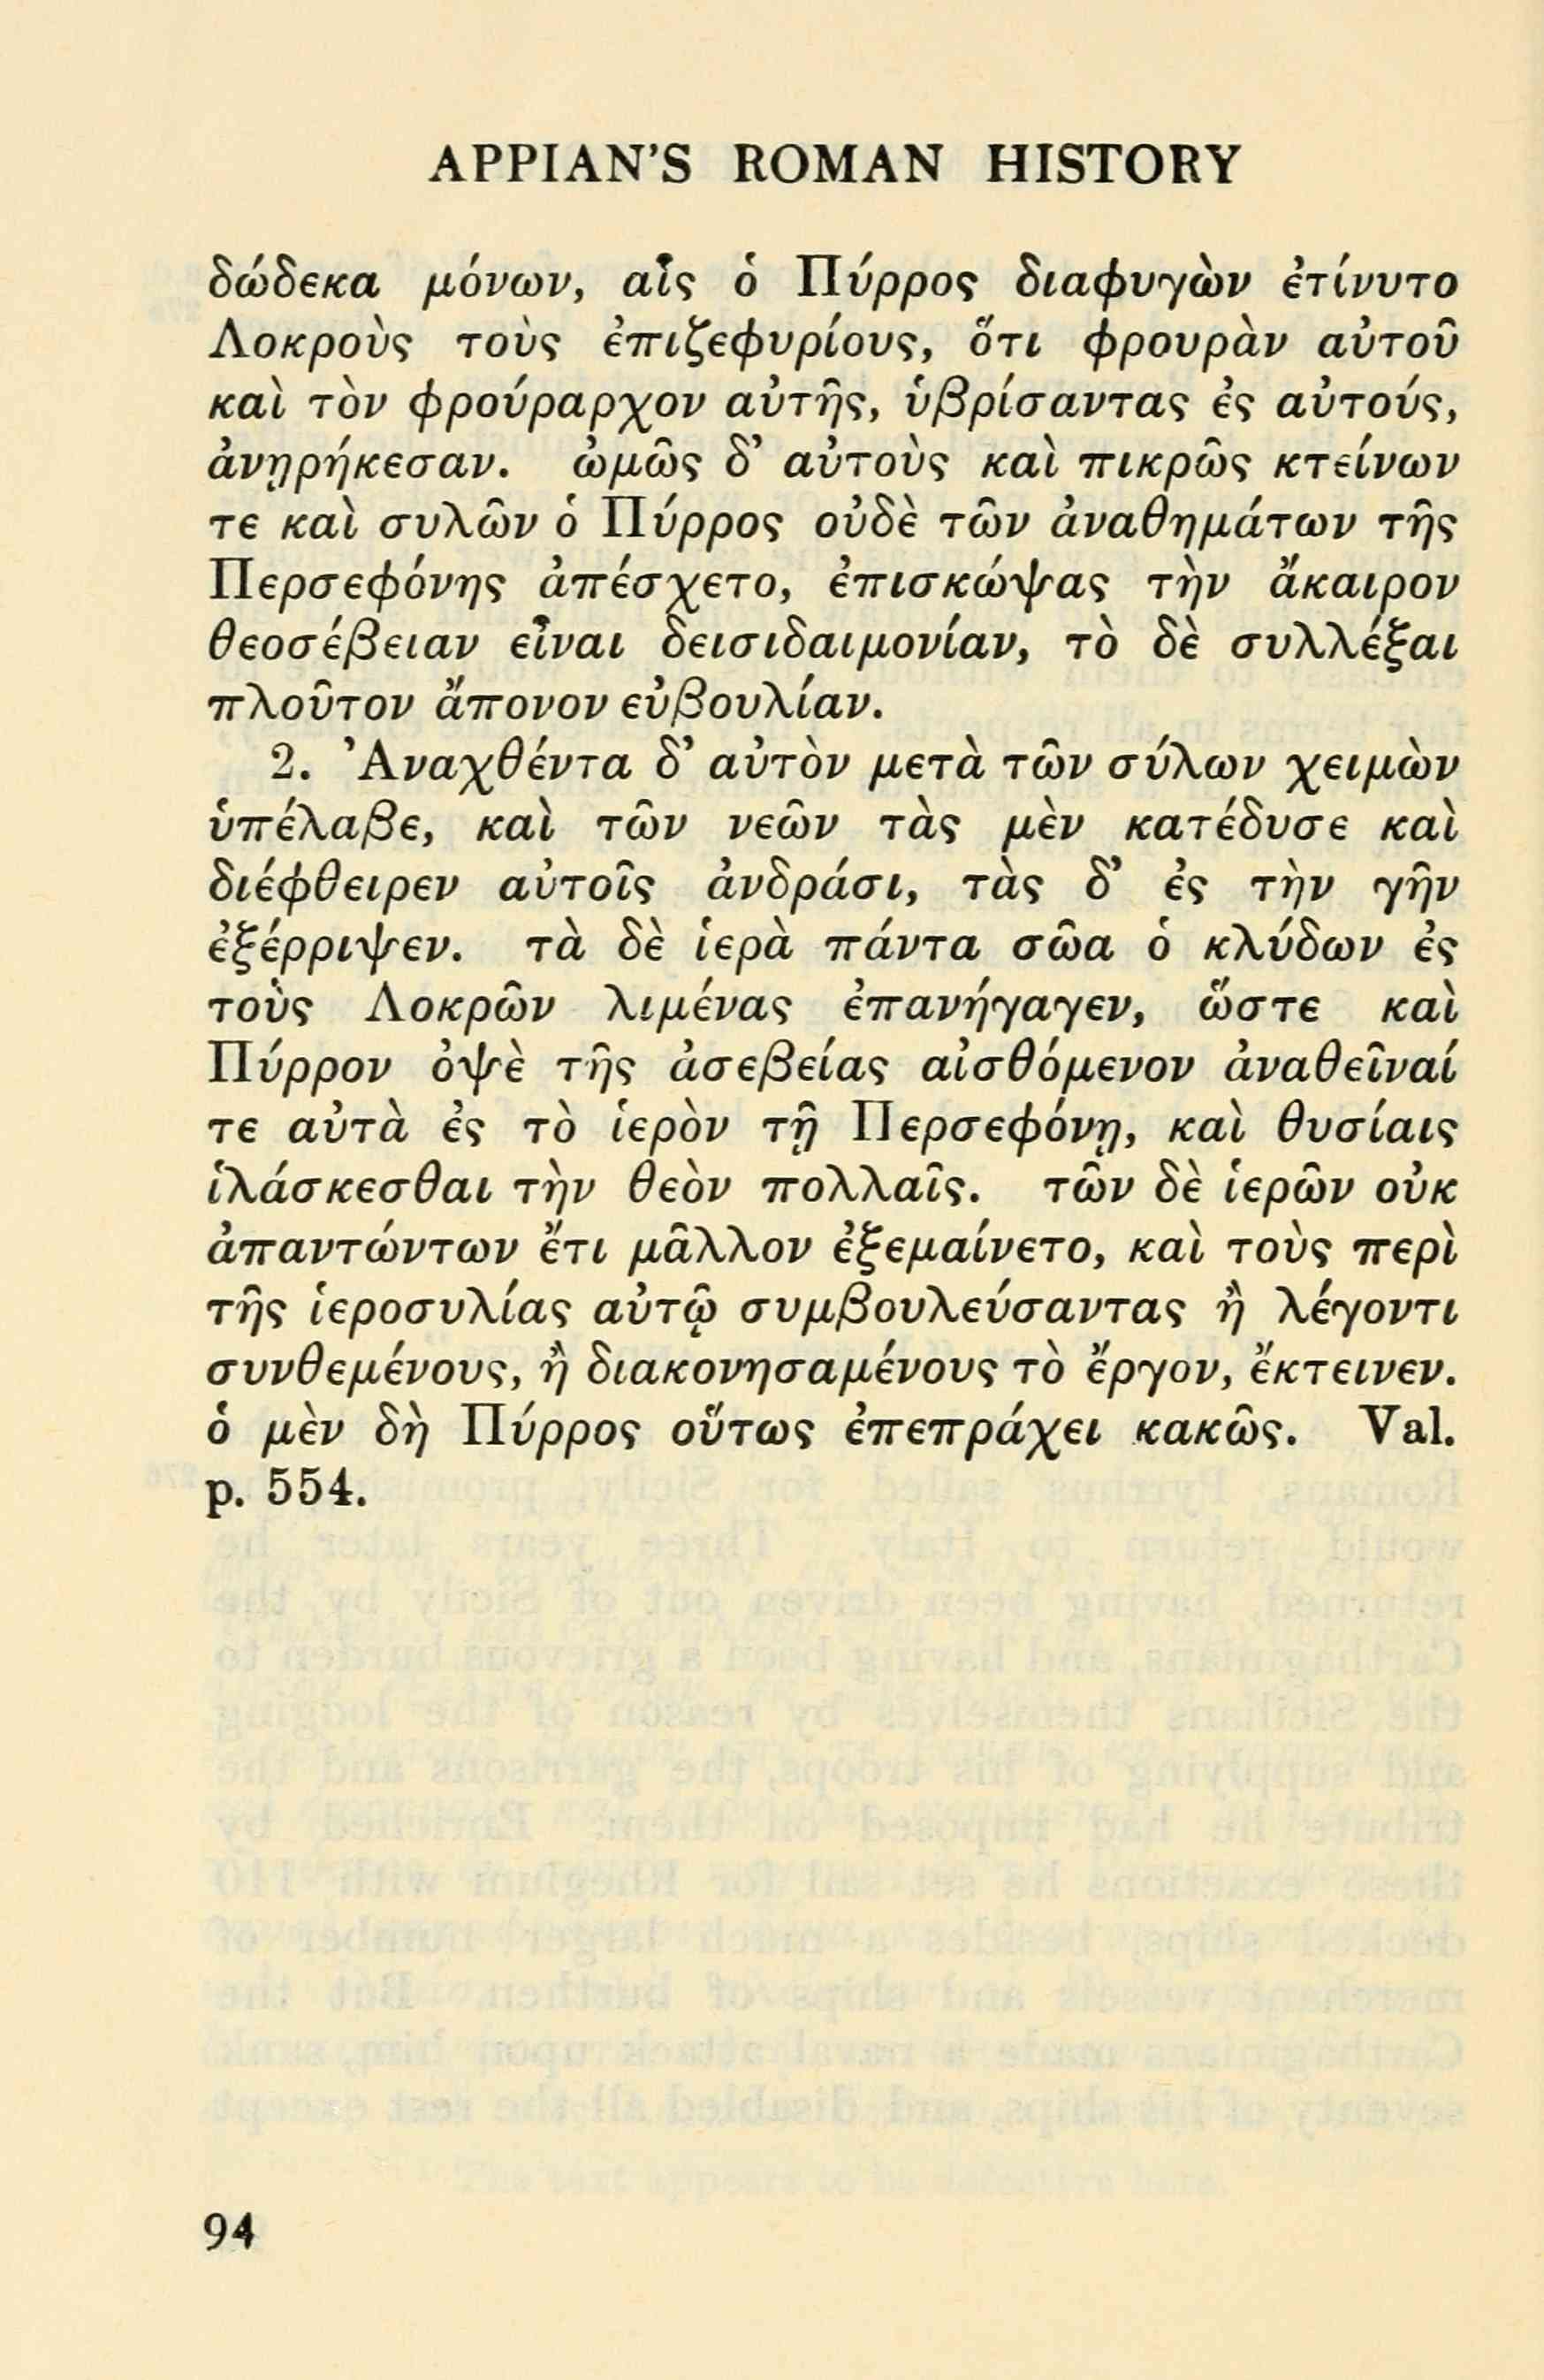 APPIAN'S ROMAN HISTORY
δώδεκα μόνων, αἷς ὁ Πύρρος διαφυγὼν ἐτίνυτο
Λοκροὺς τοὺς ἐπιζεφυρίους, ὅτι φρουρὰν αὐτοῦ
καὶ τὸν φρούραρχον αὐτῆς, ὑβρίσαντας ἐς αὐτούς,
ἀνῃρήκεσαν. ὠμῶς δ’ αὐτοὺς καὶ πικρῶς κτείνων
τε καὶ συλῶν ὁ Πύρρος οὐδὲ τῶν ἀναθημάτων τῆς
Περσεφόνης ἀπέσχετο, ἐπισκώψας τὴν ἄκαιρον
θεοσέβειαν εἶναι δεισιδαιμονίαν, τὸ δὲ συλλέξαι
πλοῦτον ἄπονον εὐβουλίαν.
2. Ἀναχθέντα δ’ αὐτὸν μετὰ τῶν σύλων χειμὼν
ὑπέλαβε, καὶ τῶν νεῶν τὰς μὲν κατέδυσε καὶ
διέφθειρεν αὐτοῖς ἀνδράσι, τὰς δ’ ἐς τὴν γῆν
ἐξέρριψεν. τὰ δὲ ἱερὰ πάντα σῶα ὁ κλύδων ἐς
τοὺς Λοκρῶν λιμένας ἐπανήγαγεν, ὥστε καὶ
Πύρρον ὀψὲ τῆς ἀσεβείας αἰσθόμενον ἀναθεῖναί
τε αὐτὰ ἐς τὸ ἱερὸν τῇ Περσεφόνῃ, καὶ θυσίαις
ἱλάσκεσθαι τὴν θεὸν πολλαῖς. τῶν δὲ ἱερῶν οὐκ
ἀπαντώντων ἔτι μᾶλλον ἐξεμαίνετο, καὶ τοὺς περὶ
τῆς ἱεροσυλίας αὐτῷ συμβουλεύσαντας ἢ λέγοντι
συνθεμένους, ἢ διακονησαμένους τὸ ἔργον, ἔκτεινεν.
ὁ μὲν δὴ Πύρρος οὕτως ἐπεπράχει κακῶς. Val.
p. 554.
94